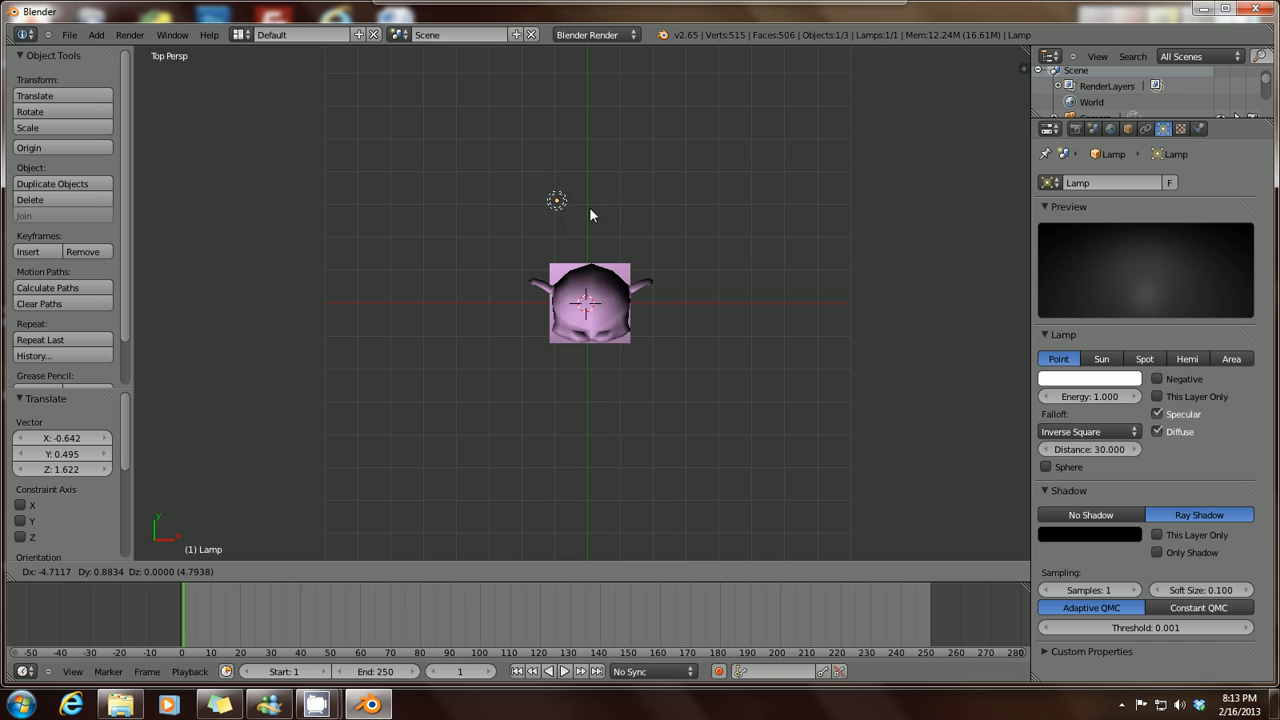 Blender
File Add Render Window Help Default Scene Blender Render v2.65 | Verts:515 | Faces:506 | Objects:1/3 | Lamps:1/1 | Mem:12.24M (16.61M) | Lamp
Object Tools
Transform:
Translate
Rotate
Scale
Origin
Object:
Duplicate Objects
Delete
Join
Keyframes:
Insert Remove
Motion Paths:
Calculate Paths
Clear Paths
Repeat:
Repeat Last
History...
Grease Pencil:
Translate
Vector
X: -0.642
Y: 0.495
Z: 1.622
Constraint Axis
X
Y
Z
Orientation
Top Persp
y
x
(1) Lamp
Dx: -4.7117 Dy: 0.8834 Dz: 0.0000 (4.7938)
View Search All Scenes
Scene
RenderLayers
World
Lamp Lamp
Lamp F
Preview
Lamp
Point Sun Spot Hemi Area
Negative
Energy: 1.000 This Layer Only
Falloff: Specular
Inverse Square Diffuse
Distance: 30.000
Sphere
Shadow
No Shadow Ray Shadow
This Layer Only
Only Shadow
Sampling:
Samples: 1 Soft Size: 0.100
Adaptive QMC Constant QMC
Threshold: 0.001
Custom Properties
-50 -40 -30 -20 -10 0 10 20 30 40 50 60 70 80 90 100 110 120 130 140 150 160 170 180 190 200 210 220 230 240 250 260 270 280
View Marker Frame Playback Start: 1 End: 250 1 No Sync
8:13 PM
2/16/2013